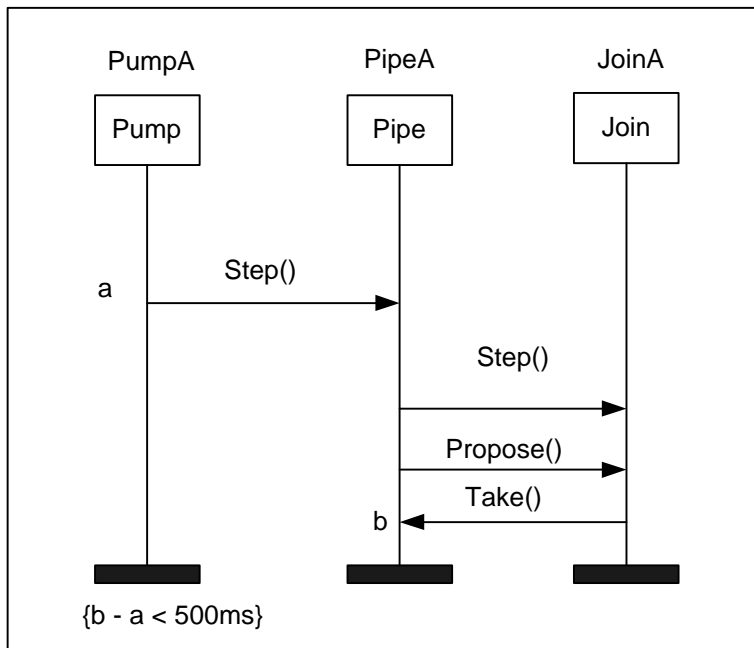 PumpA PipeA JoinA
Pump Pipe Join
Step()
a
Step()
Propose()
Take()
b
{b - a < 500ms}